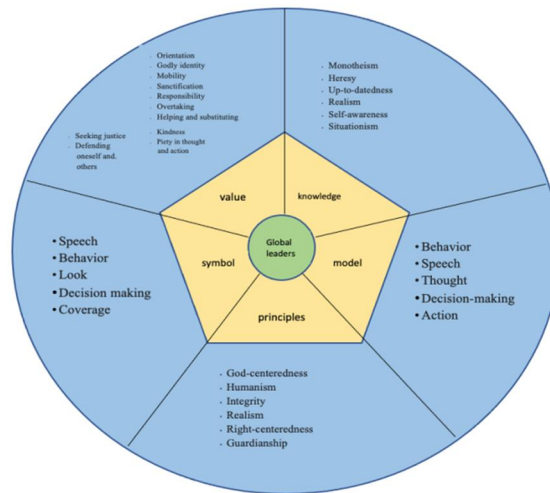 · Orientation
· Godly identity
· Mobility
· Sanctification
· Responsibility
· Overtaking
· Helping and substituting
· Kindness
· Piety in thought
and action
· Seeking justice
· Defending
oneself and.
others
· Monotheism
· Heresy
· Up-to-datedness
· Realism
· Self-awareness
· Situationism
value
knowledge
Global
leaders
symbol
model
principles
• Speech
• Behavior
• Look
• Decision making
• Coverage
• Behavior
• Speech
• Thought
• Decision-making
• Action
· God-centeredness
· Humanism
· Integrity
· Realism
· Right-centeredness
· Guardianship